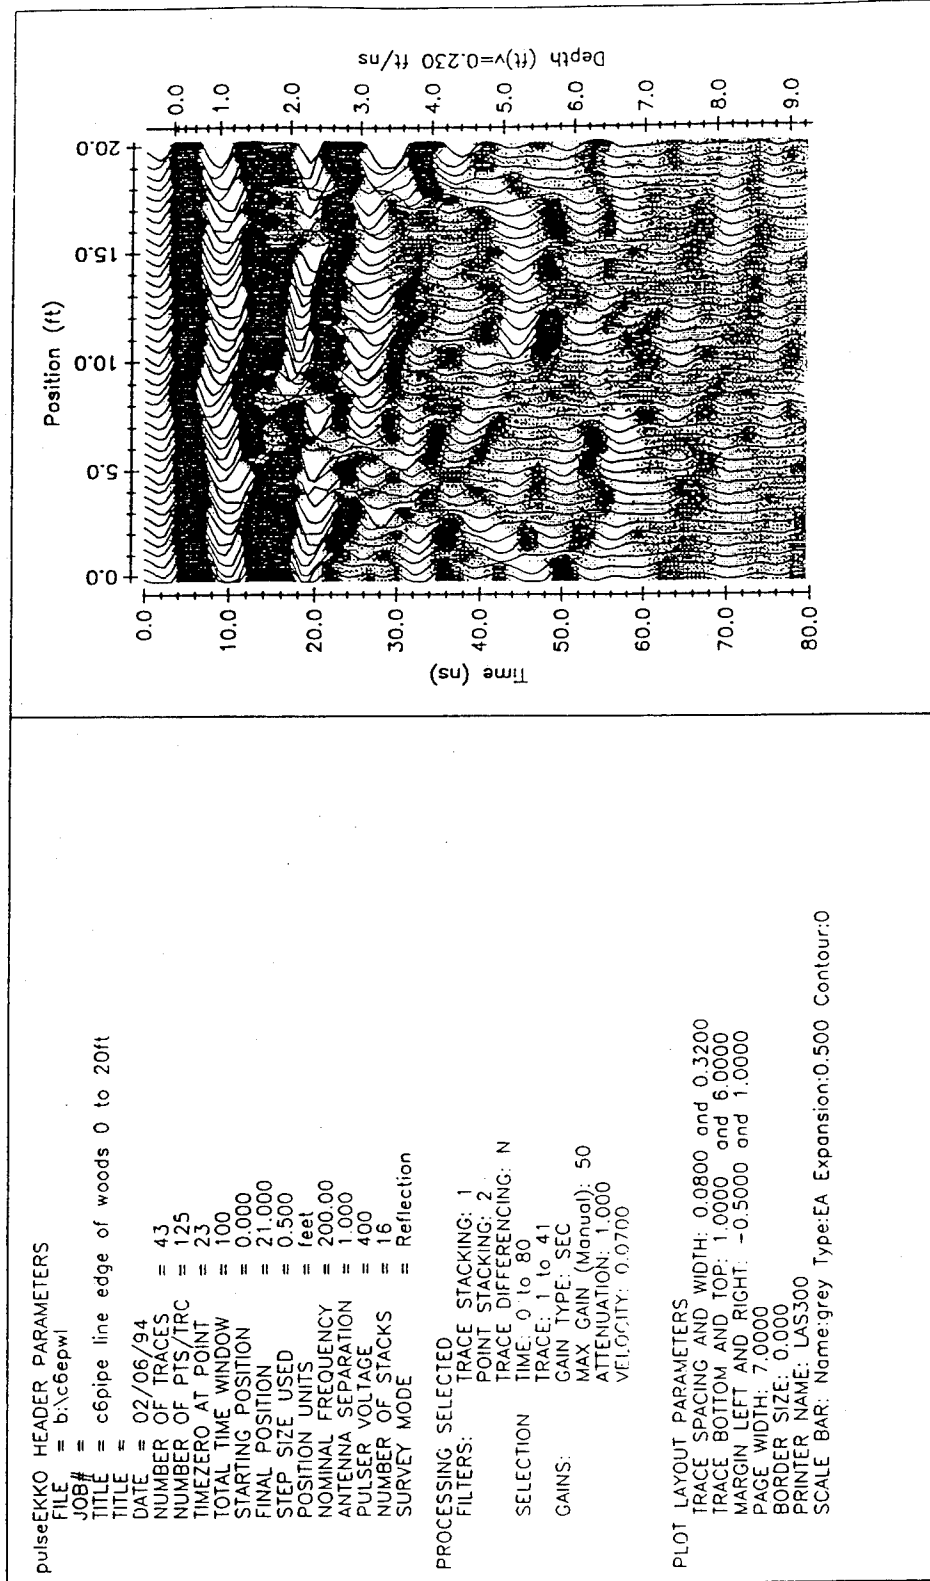 pulseEKKO HEADER PARAMETERS
FILE = b:\c6epwl
JOB# =
TITLE = c6pipe line edge of woods 0 to 20ft
TITLE =
DATE = 02/06/94
NUMBER OF TRACES = 43
NUMBER OF PTS/TRC = 125
TIMEZERO AT POINT = 23
TOTAL TIME WINDOW = 100
STARTING POSITION = 0.000
FINAL POSITION = 21.000
STEP SIZE USED = 0.500
POSITION UNITS = feet
NOMINAL FREQUENCY = 200.00
ANTENNA SEPARATION = 1.000
PULSER VOLTAGE = 400
NUMBER OF STACKS = 16
SURVEY MODE = Reflection
PROCESSING SELECTED
FILTERS: TRACE STACKING: 1
POINT STACKING: 2
TRACE DIFFERENCING: N
SELECTION TIME: 0 to 80
TRACE: 1 to 41
GAINS: GAIN TYPE: SEC
MAX GAIN (Manual): 50
ATTENUATION: 1.000
VELOCITY: 0.0700
PLOT LAYOUT PARAMETERS
TRACE SPACING AND WIDTH: 0.0800 and 0.3200
TRACE BOTTOM AND TOP: 1.0000 and 6.0000
MARGIN LEFT AND RIGHT: -0.5000 and 1.0000
PAGE WIDTH: 7.0000
BORDER SIZE: 0.000
PRINTER NAME: LAS300
SCALE BAR: Name:grey Type:EA Expansion:0.500 Contour:0
Position (ft)
0.0 5.0 10.0 15.0 20.0
Time (ns)
0.0
10.0
20.0
30.0
40.0
50.0
60.0
70.0
80.0
Depth (ft)v=0.230 ft/ns
0.0
1.0
2.0
3.0
4.0
5.0
6.0
7.0
8.0
9.0